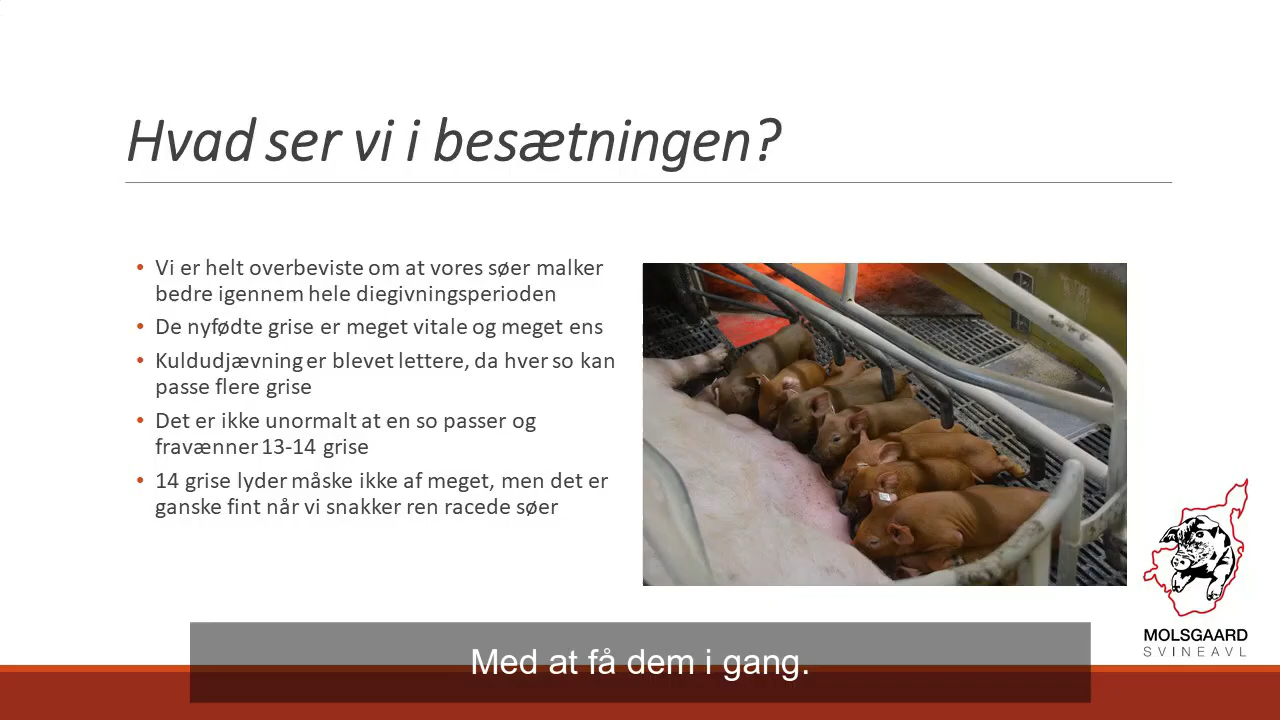 Hvad ser vi i besætningen?
• Vi er helt overbeviste om at vores søer malker
bedre igennem hele diegivningsperioden
• De nyfødte grise er meget vitale og meget ens
• Kuldudjævning er blevet lettere, da hver so kan
passe flere grise
• Det er ikke unormalt at en so passer og
fravænner 13-14 grise
• 14 grise lyder måske ikke af meget, men det er
ganske fint når vi snakker ren racede søer
MOLSGAARD
SVINEAVL
Med at få dem i gang.